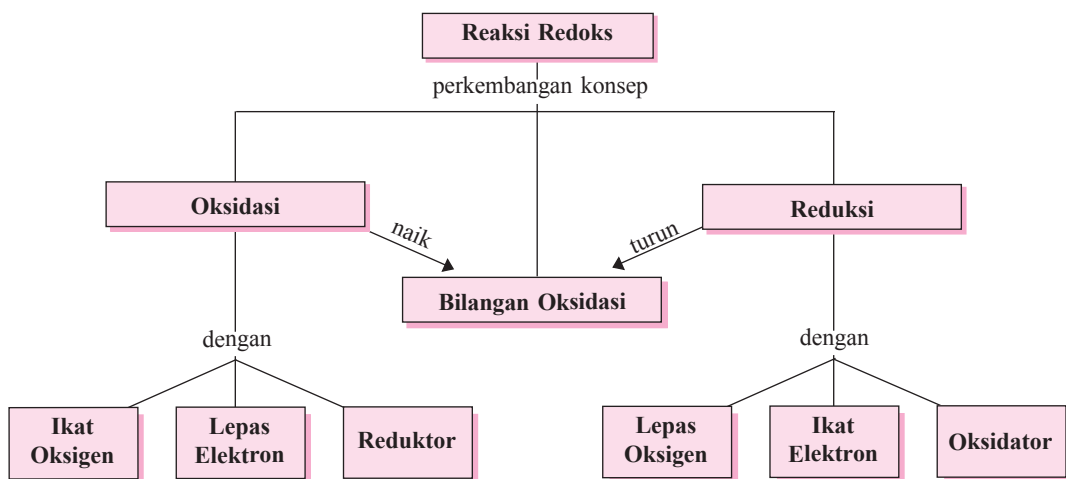 Reaksi Redoks
perkembangan konsep
Oksidasi
Reduksi
naik
turun
Bilangan Oksidasi
dengan
dengan
Ikat
Oksigen
Lepas
Elektron
Reduktor
Lepas
Oksigen
Ikat
Elektron
Oksidator